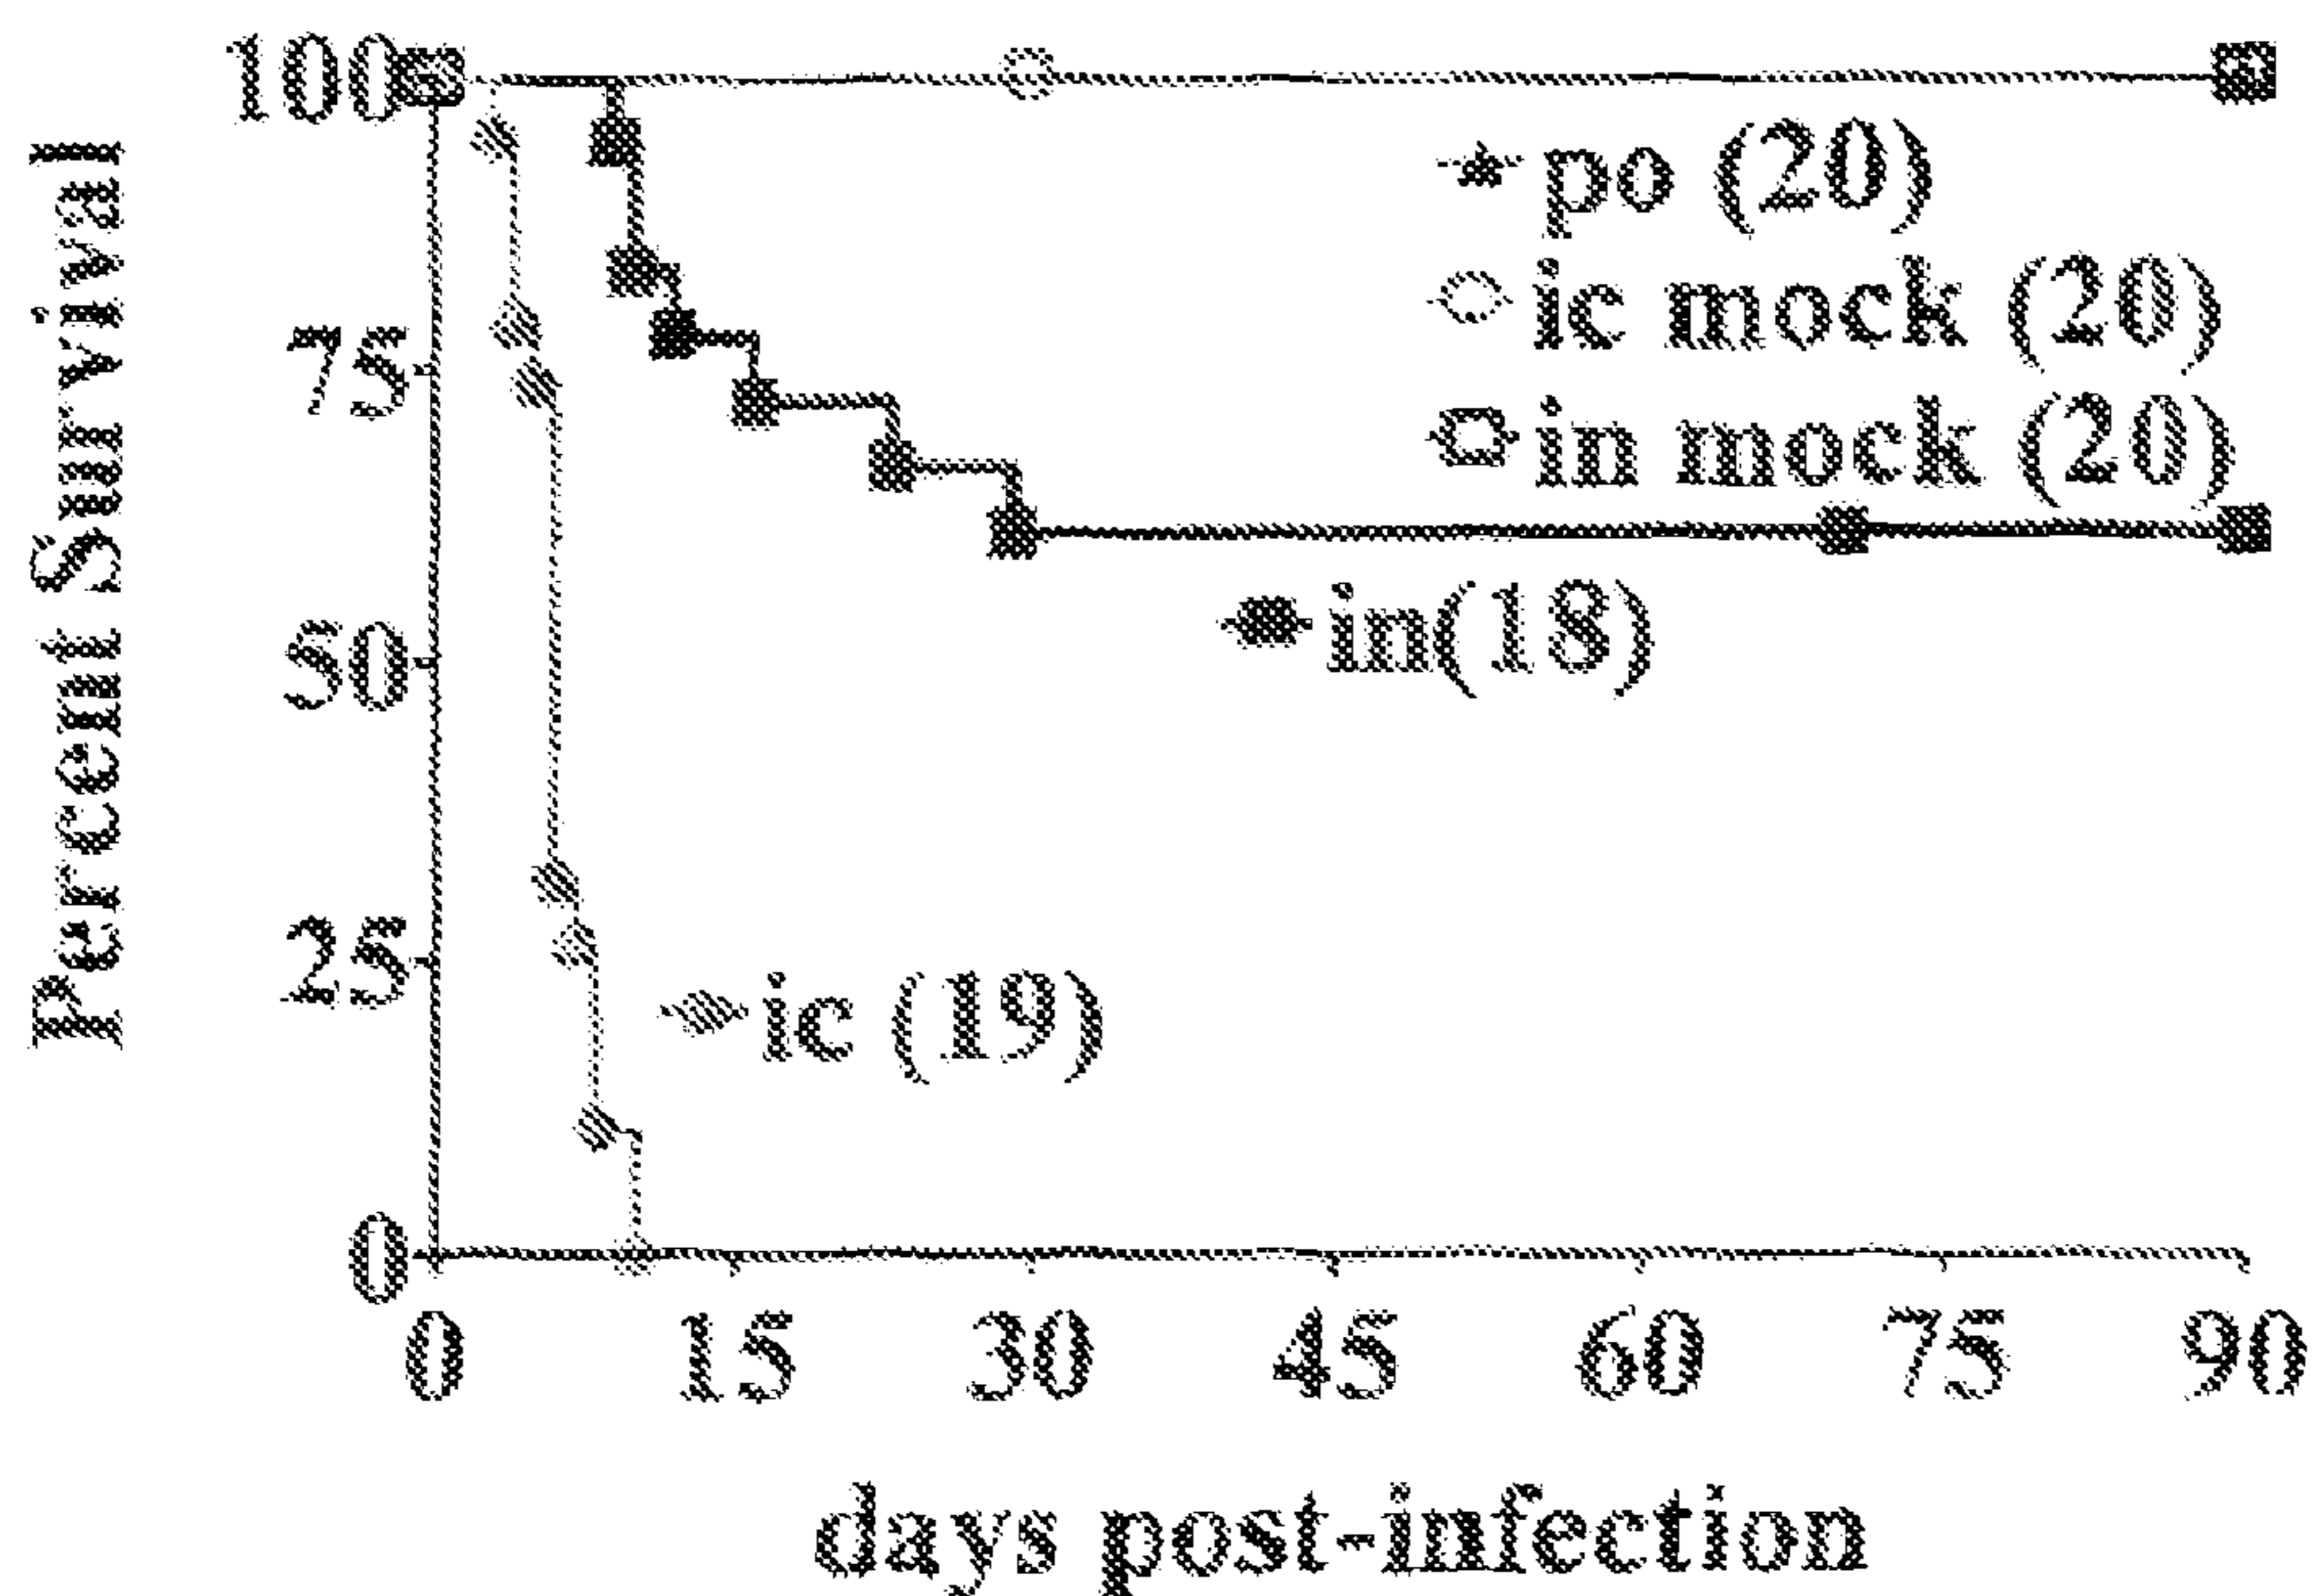 Percent Survival
100
75
50
25
0
po (20)
ic mock (20)
in mock (20)
in(18)
ic (19)
0 15 30 45 60 75 90
days post-infection